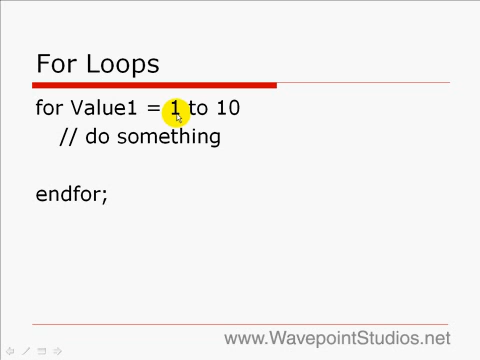 For Loops
for Value1 = 1 to 10
// do something
endfor;
www.WavepointStudios.net